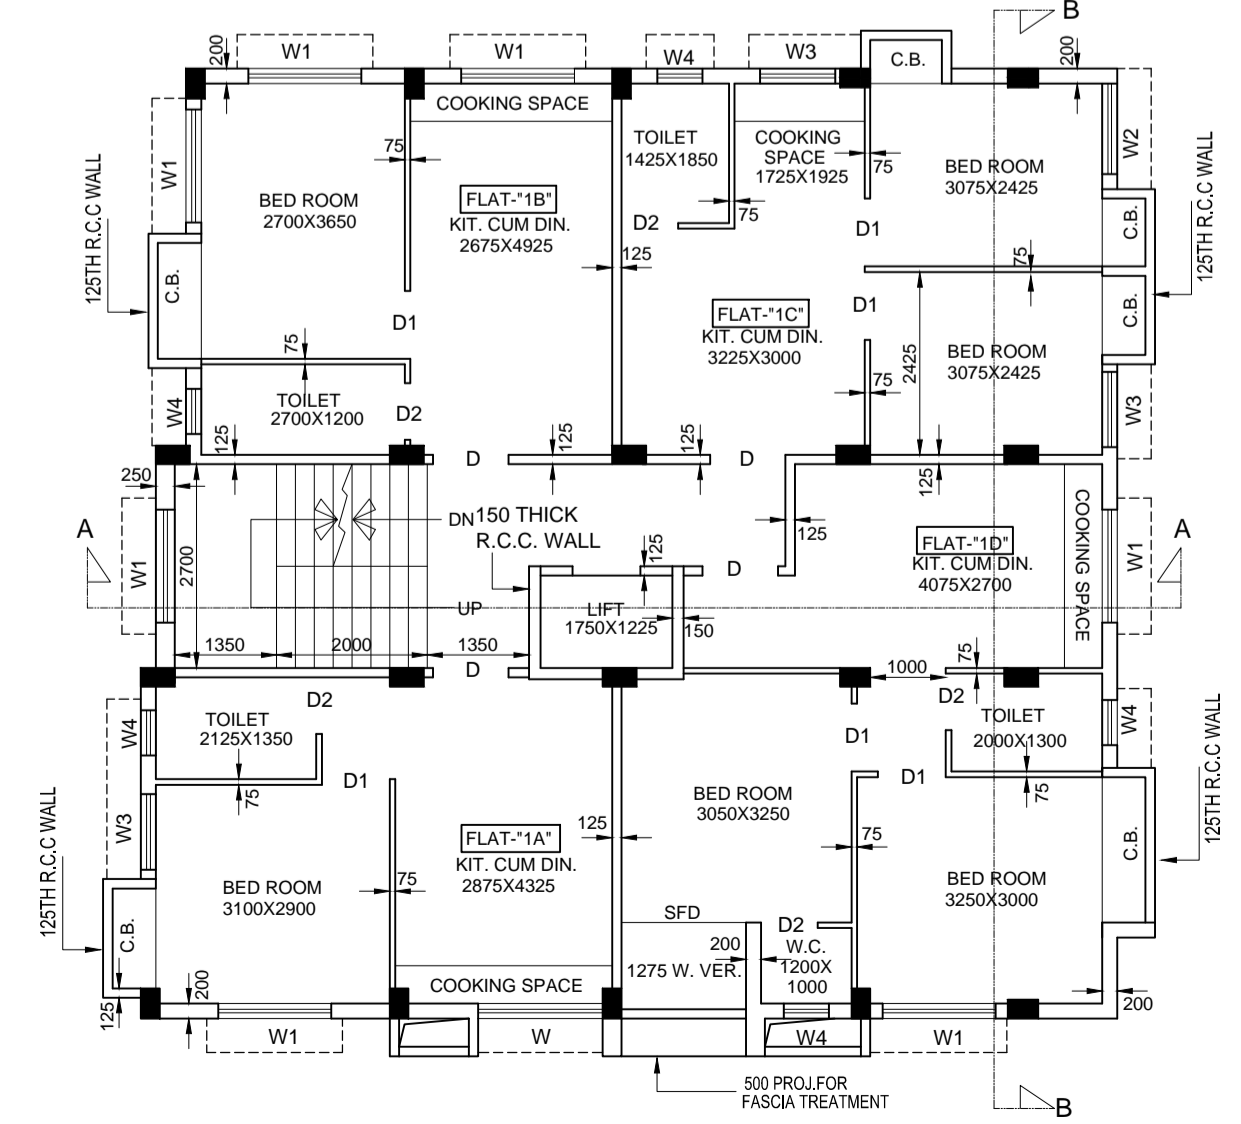 B
200
W1
W1
W4
W3
C.B.
200
COOKING SPACE
TOILET
1425X1850
COOKING
SPACE
1725X1925
W2
75
75
BED ROOM
3075X2425
W1
125TH R.C.C WALL
BED ROOM
2700X3650
FLAT-"1B"
KIT. CUM DIN.
2675X4925
D2
75
D1
C.B.
125TH R.C.C WALL
125
75
C.B.
D1
FLAT-"1C"
KIT. CUM DIN.
3225X3000
D1
C.B.
BED ROOM
3075X2425
75
2425
75
TOILET
2700X1200
D2
W4
W3
125
125
125
D
D
250
125
A
2700
W1
DN
150 THICK
R.C.C. WALL
125
125
FLAT-"1D"
KIT. CUM DIN.
4075X2700
COOKING SPACE
W1
A
D
UP
LIFT
1750X1225
150
1350
2000
1350
D
1000
75
D2
D2
TOILET
2125X1350
W4
D1
TOILET
2000X1300
W4
125TH R.C.C WALL
D1
D1
75
75
BED ROOM
3050X3250
125TH R.C.C WALL
W3
FLAT-"1A"
KIT. CUM DIN.
2875X4325
125
75
C.B.
75
BED ROOM
3100X2900
BED ROOM
3250X3000
C.B.
SFD
D2
200
W.C.
1200X
1000
1275 W. VER.
COOKING SPACE
200
125
200
W1
W
W4
W1
500 PROJ.FOR
FASCIA TREATMENT
B